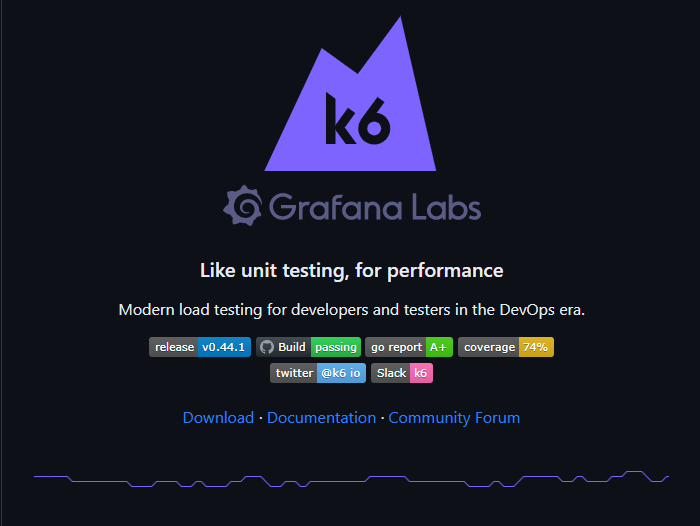 k6
Grafana Labs
Like unit testing, for performance
Modern load testing for developers and testers in the DevOps era.
release v0.44.1 Build passing go report A+ coverage 74%
twitter @k6 io Slack k6
Download · Documentation · Community Forum